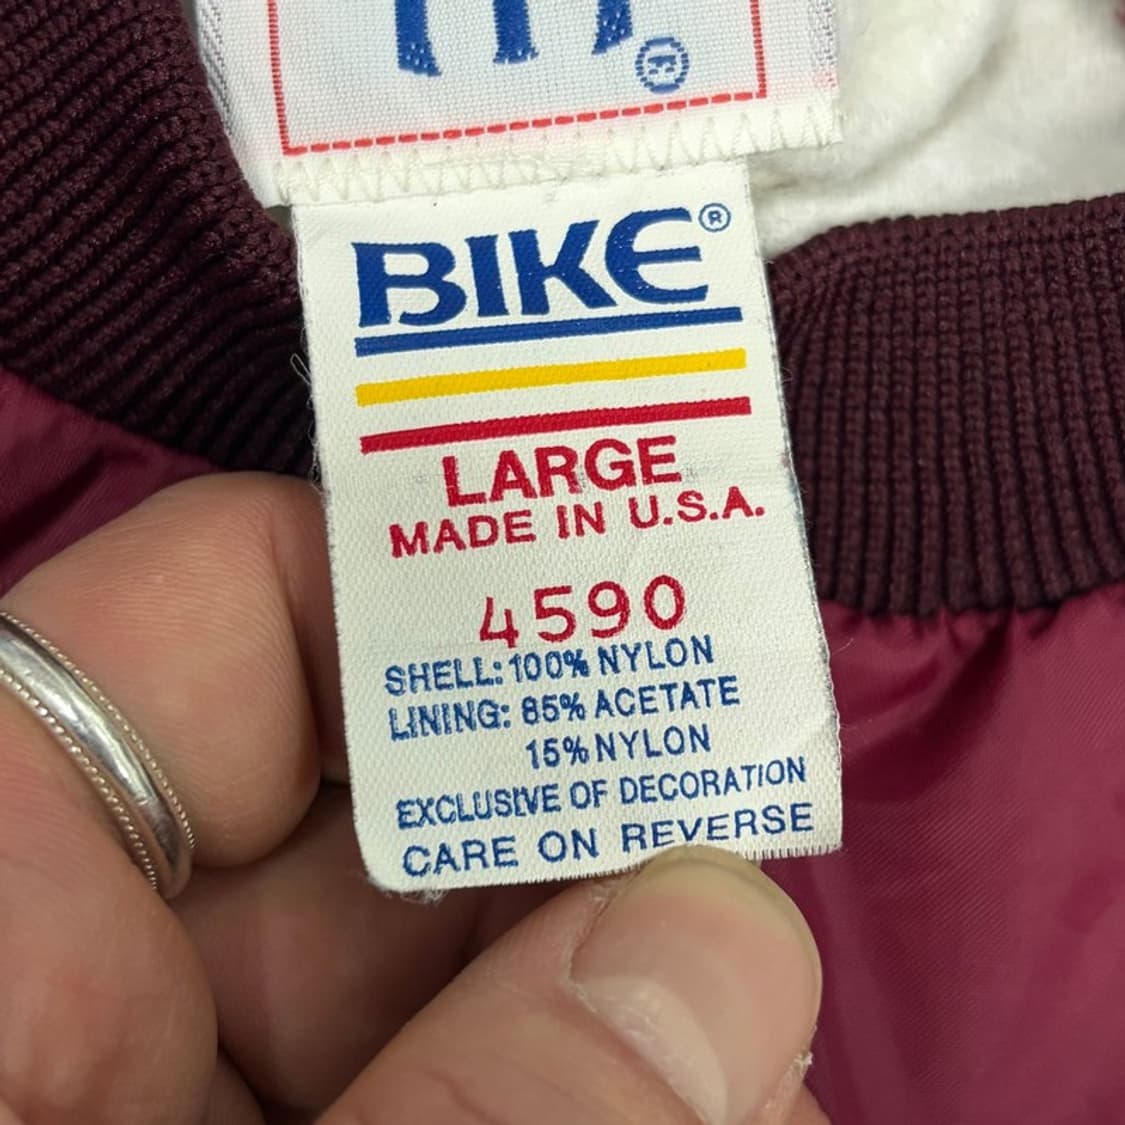 ®
BIKE®
LARGE
MADE IN U.S.A.
4590
SHELL: 100% NYLON
LINING: 85% ACETATE
15% NYLON
EXCLUSIVE OF DECORATION
CARE ON REVERSE